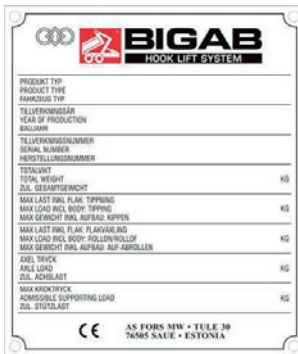 BIGAB
HOOK LIFT SYSTEM
PRODUKT TYP
PRODUCT TYPE
FAHRZEUG TYP
TILLVERKNINGSÅR
YEAR OF PRODUCTION
BAUJAHR
TILLVERKNINGSNUMMER
SERIAL NUMBER
HERSTELLUNGSNUMMER
TOTALVIKT
TOTAL WEIGHT KG
ZUL. GESAMTGEWICHT
MAX LAST INKL FLAK: TIPPNING
MAX LOAD INCL BODY: TIPPING KG
MAX GEWICHT INKL AUFBAU: KIPPEN
MAX LAST INKL FLAK: FLAKVÄXLING
MAX LOAD INCL BODY: ROLLON/ROLLOF KG
MAX GEWICHT INKL AUFBAU: AUF-ABROLLEN
AXEL TRYCK
AXLE LOAD KG
ZUL. ACHSLAST
MAX KROKTRYCK
ADMISSIBLE SUPPORTING LOAD KG
ZUL. STÜTZLAST
CE AS FORS MW • TULE 30
76505 SAUE • ESTONIA